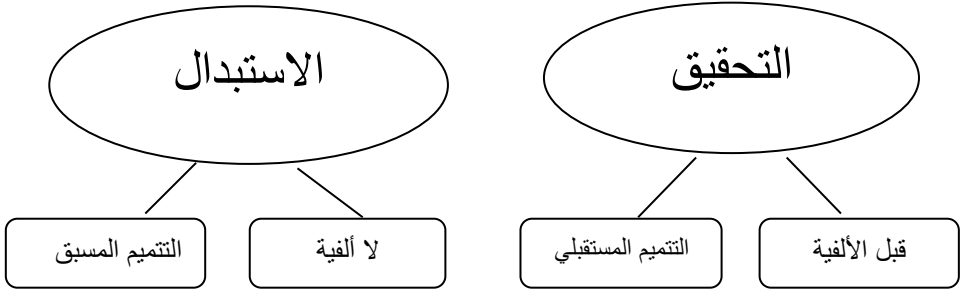 التحقيق
الاستبدال
قبل الألفية
التتميم المستقبلي
لا ألفية
التتميم المسبق